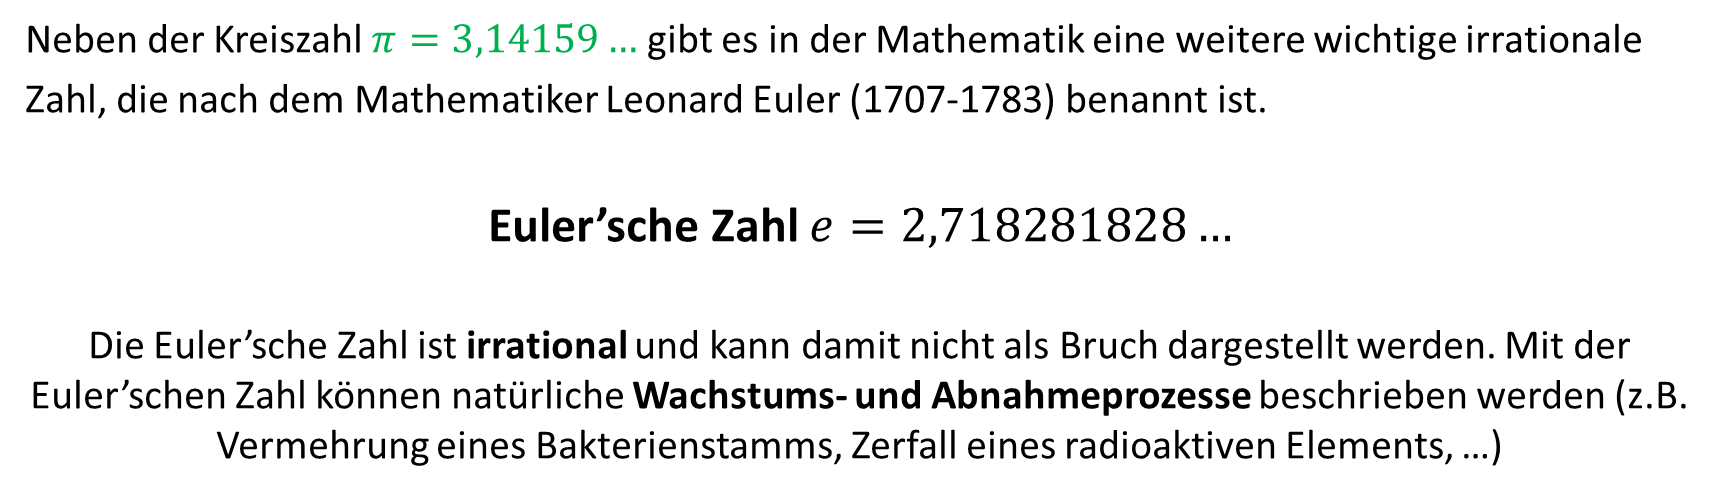 Neben der Kreiszahl π = 3,14159 ... gibt es in der Mathematik eine weitere wichtige irrationale
Zahl, die nach dem Mathematiker Leonard Euler (1707-1783) benannt ist.
Euler’sche Zahl e = 2,718281828 ...
Die Euler’sche Zahl ist irrational und kann damit nicht als Bruch dargestellt werden. Mit der
Euler’schen Zahl können natürliche Wachstums- und Abnahmeprozesse beschrieben werden (z.B.
Vermehrung eines Bakterienstamms, Zerfall eines radioaktiven Elements, ...)